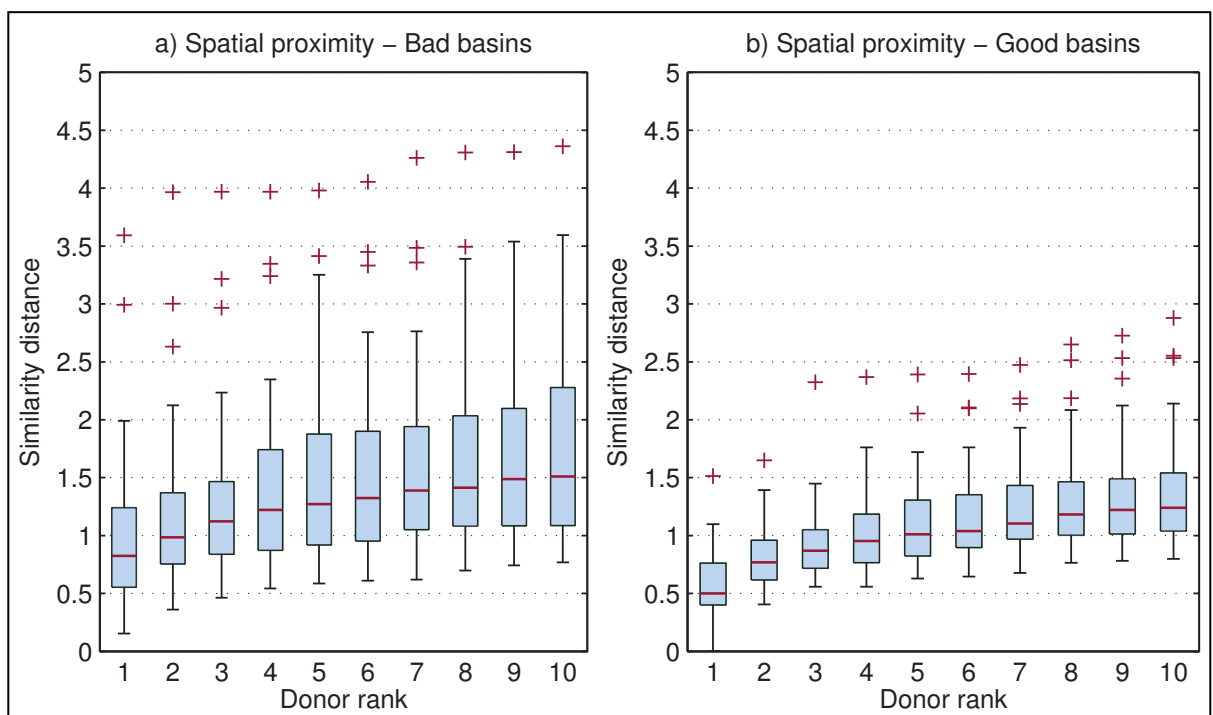 a) Spatial proximity – Bad basins
5
4.5
4
3.5
3
2.5
2
1.5
1
0.5
0
Similarity distance
1 2 3 4 5 6 7 8 9 10
Donor rank
b) Spatial proximity – Good basins
5
4.5
4
3.5
3
2.5
2
1.5
1
0.5
0
Similarity distance
1 2 3 4 5 6 7 8 9 10
Donor rank